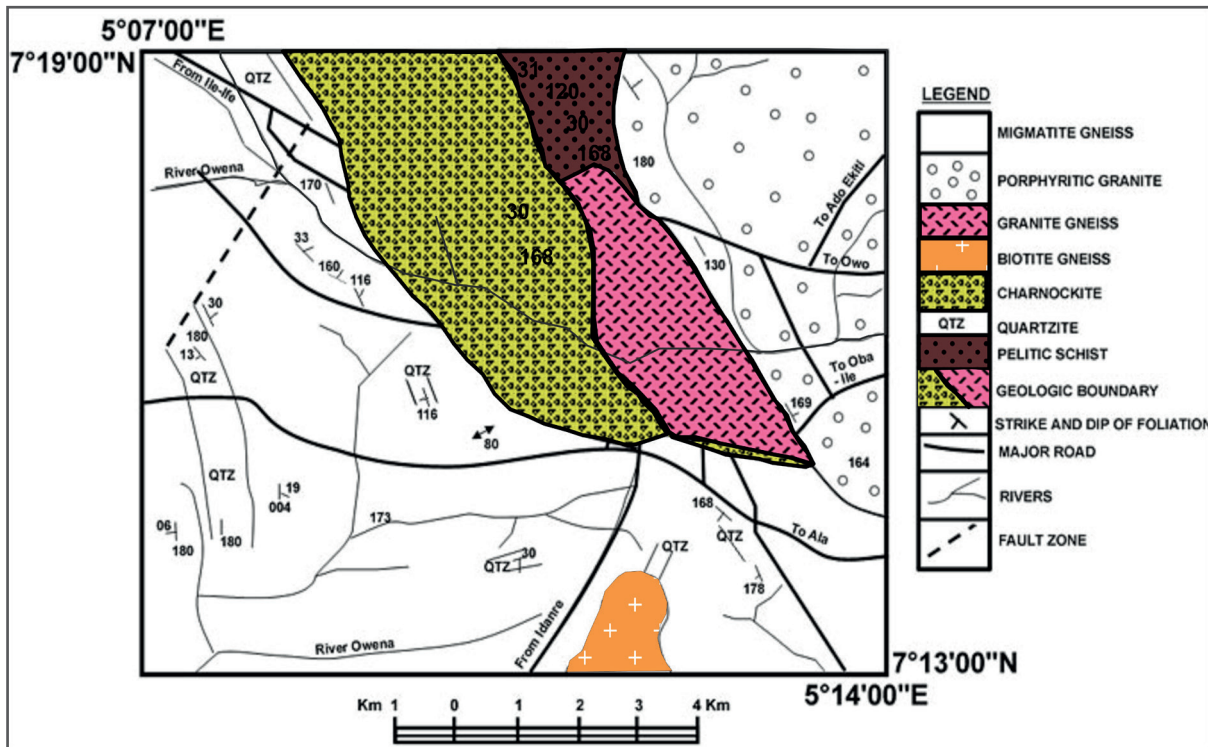 5°07'00"E
7°19'00"N
From Ile-Ife
QTZ
31
120
30
168
180
To Ado Ekiti
River Owena
170
30
168
33
160
116
130
To Owo
30
180
13
QTZ
QTZ
116
80
To Oba
-Ile
169
164
QTZ
19
004
06
180
180
173
168
QTZ
To Ala
QTZ
30
QTZ
178
From Idanre
River Owena
7°13'00"N
5°14'00"E
Km 1 0 1 2 3 4 Km
LEGEND
MIGMATITE GNEISS
PORPHYRITIC GRANITE
GRANITE GNEISS
BIOTITE GNEISS
CHARNOCKITE
QTZ QUARTZITE
PELITIC SCHIST
GEOLOGIC BOUNDARY
STRIKE AND DIP OF FOLIATION
MAJOR ROAD
RIVERS
FAULT ZONE